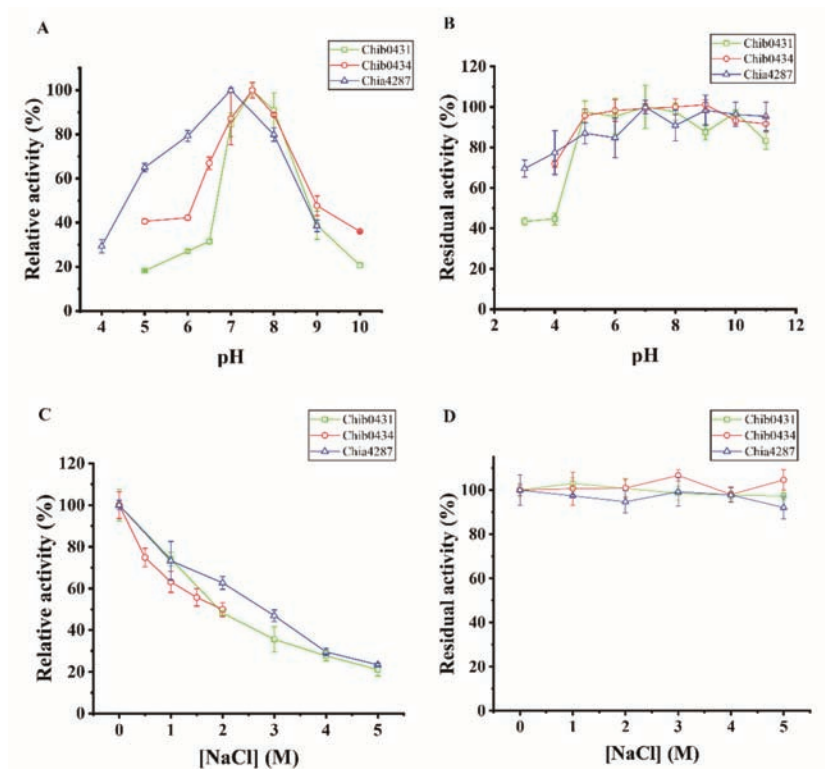 A
Chib0431
Chib0434
Chia4287
Relative activity (%)
100
80
60
40
20
0
4 5 6 7 8 9 10
pH
B
Chib0431
Chib0434
Chia4287
Residual activity (%)
120
100
80
60
40
20
0
2 4 6 8 10 12
pH
C
Chib0431
Chib0434
Chia4287
Relative activity (%)
120
100
80
60
40
20
0
0 1 2 3 4 5
[NaCl] (M)
D
Chib0431
Chib0434
Chia4287
Residual activity (%)
100
80
60
40
20
0
0 1 2 3 4 5
[NaCl] (M)